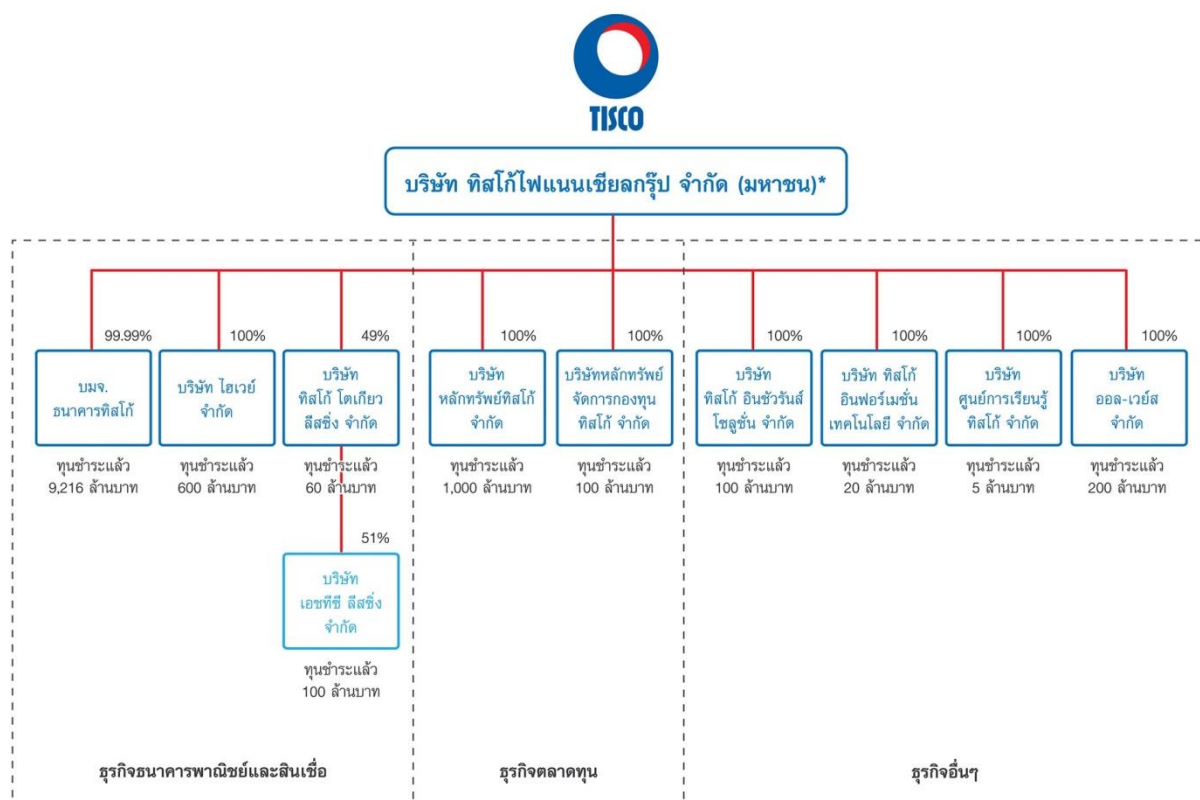 TISCO
บริษัท ทิสโก้ไฟแนนเชียลกรุ๊ป จำกัด (มหาชน)*
99.99%
บมจ.
ธนาคารทิสโก้
ทุนชำระแล้ว
9,216 ล้านบาท
100%
บริษัท ไฮเวย์
จำกัด
ทุนชำระแล้ว
600 ล้านบาท
49%
บริษัท
ทิสโก้ โตเกียว
ลีสซิ่ง จำกัด
ทุนชำระแล้ว
60 ล้านบาท
51%
บริษัท
เอชทีซี ลีสซิ่ง
จำกัด
ทุนชำระแล้ว
100 ล้านบาท
ธุรกิจธนาคารพาณิชย์และสินเชื่อ
100%
บริษัท
หลักทรัพย์ทิสโก้
จำกัด
ทุนชำระแล้ว
1,000 ล้านบาท
100%
บริษัทหลักทรัพย์
จัดการกองทุน
ทิสโก้ จำกัด
ทุนชำระแล้ว
100 ล้านบาท
ธุรกิจตลาดทุน
100%
บริษัท
ทิสโก้ อินชัวรันส์
โซลูชั่น จำกัด
ทุนชำระแล้ว
100 ล้านบาท
100%
บริษัท ทิสโก้
อินฟอร์เมชั่น
เทคโนโลยี จำกัด
ทุนชำระแล้ว
20 ล้านบาท
100%
บริษัท
ศูนย์การเรียนรู้
ทิสโก้ จำกัด
ทุนชำระแล้ว
5 ล้านบาท
100%
บริษัท
ออล-เวย์ส
จำกัด
ทุนชำระแล้ว
200 ล้านบาท
ธุรกิจอื่นๆ